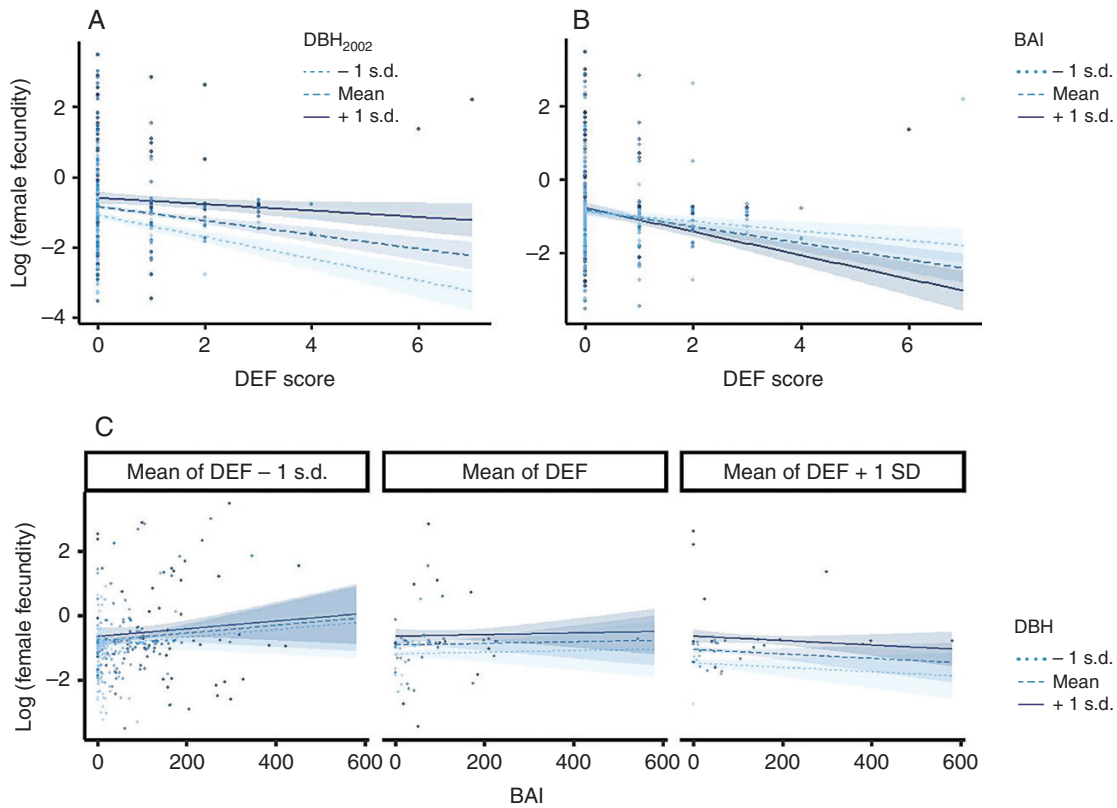 A
DBH2002
– 1 s.d.
Mean
+ 1 s.d.
Log (female fecundity)
2
0
–2
–4
0
2
4
6
DEF score
B
BAI
– 1 s.d.
Mean
+ 1 s.d.
2
0
–2
0
2
4
6
DEF score
C
Mean of DEF – 1 s.d.
Mean of DEF
Mean of DEF + 1 SD
Log (female fecundity)
2
0
–2
0
200
400
600
0
200
400
600
0
200
400
600
BAI
DBH
– 1 s.d.
Mean
+ 1 s.d.